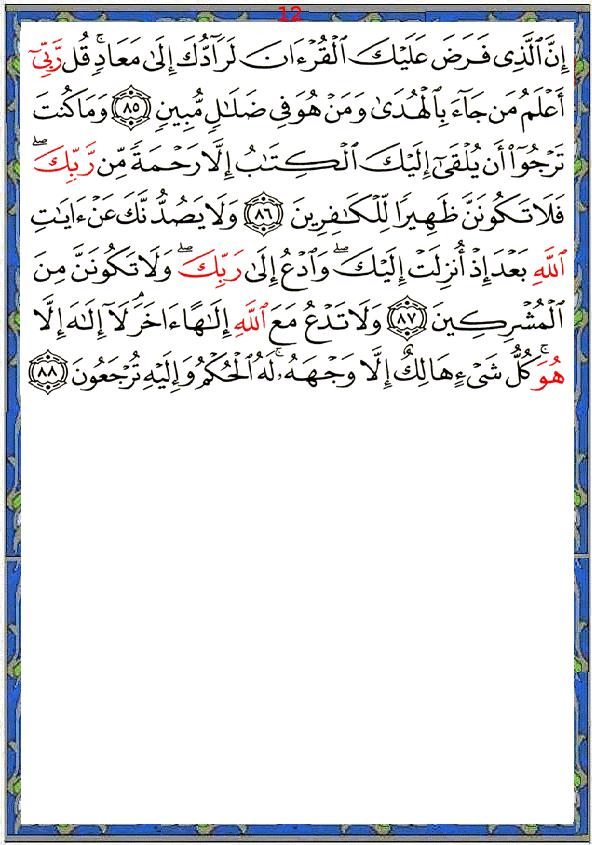 12
إِنَّ ٱلَّذِى فَرَضَ عَلَيْكَ ٱلْقُرْءَانَ لَرَآدُّكَ إِلَىٰ مَعَادٍ ۚ قُل رَّبِّىٓ
أَعْلَمُ مَن جَآءَ بِٱلْهُدَىٰ وَمَنْ هُوَ فِى ضَلَٰلٍ مُّبِينٍ ٨٥ وَمَا كُنتَ
تَرْجُوٓا۟ أَن يُلْقَىٰٓ إِلَيْكَ ٱلْكِتَٰبُ إِلَّا رَحْمَةً مِّن رَّبِّكَ ۖ
فَلَا تَكُونَنَّ ظَهِيرًا لِّلْكَٰفِرِينَ ٨٦ وَلَا يَصُدُّنَّكَ عَنْ ءَايَٰتِ
ٱللَّهِ بَعْدَ إِذْ أُنزِلَتْ إِلَيْكَ ۖ وَٱدْعُ إِلَىٰ رَبِّكَ ۖ وَلَا تَكُونَنَّ مِنَ
ٱلْمُشْرِكِينَ ٨٧ وَلَا تَدْعُ مَعَ ٱللَّهِ إِلَٰهًا ءَاخَرَ ۘ لَآ إِلَٰهَ إِلَّا
هُوَ ۚ كُلُّ شَىْءٍ هَالِكٌ إِلَّا وَجْهَهُۥ ۚ لَهُ ٱلْحُكْمُ وَإِلَيْهِ تُرْجَعُونَ ٨٨